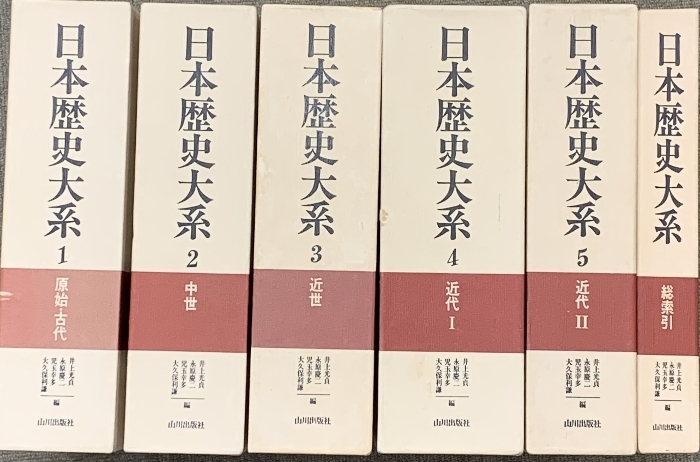 日本歴史大系
1
原始・古代
井上光貞
永原慶二
児玉幸多
大久保利謙
編
山川出版社
日本歴史大系
2
中世
井上光貞
永原慶二
児玉幸多
大久保利謙
編
山川出版社
日本歴史大系
3
近世
井上光貞
永原慶二
児玉幸多
大久保利謙
編
山川出版社
日本歴史大系
4
近代I
井上光貞
永原慶二
児玉幸多
大久保利謙
編
山川出版社
日本歴史大系
5
近代II
井上光貞
永原慶二
児玉幸多
大久保利謙
編
山川出版社
日本歴史大系
総索引
井上光貞
永原慶二
児玉幸多
大久保利謙
編
山川出版社